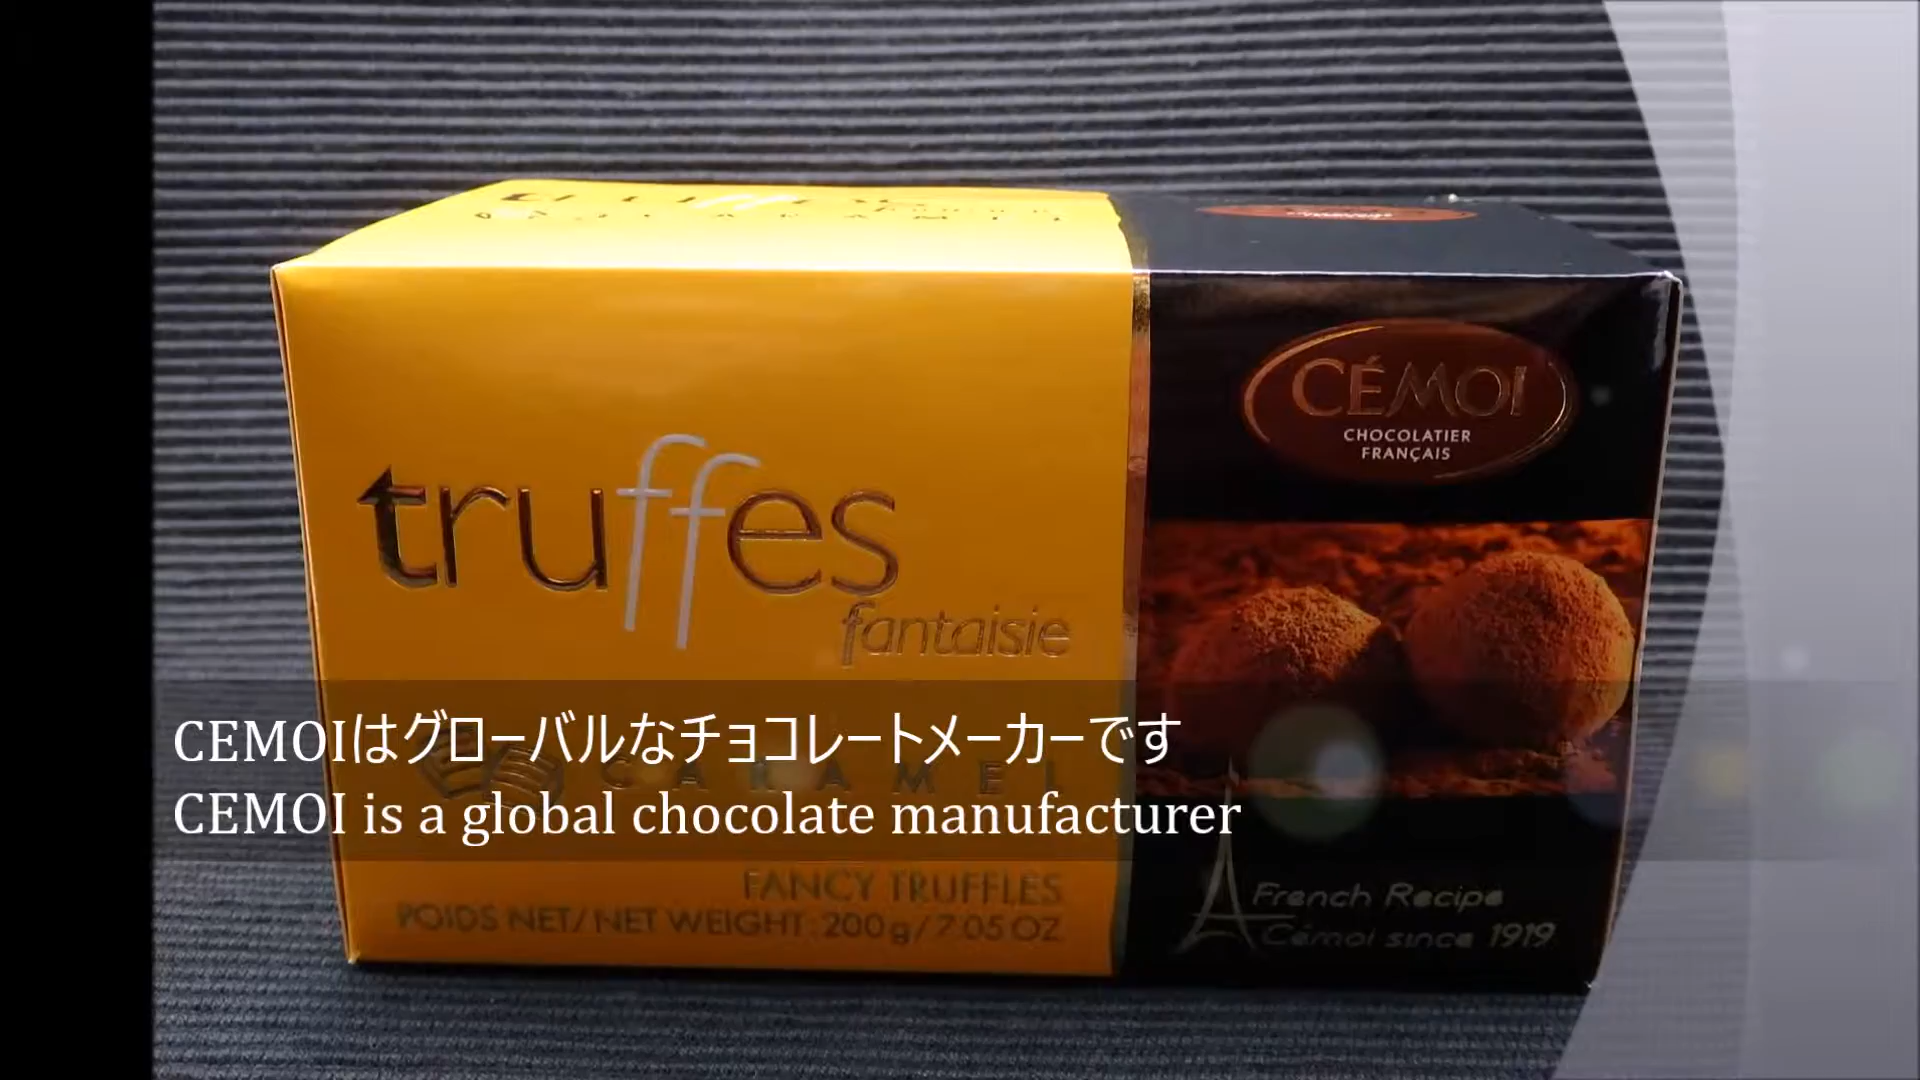 CÉMOI
CHOCOLATIER
FRANÇAIS
truffes
fantaisie
CEMOIはグローバルなチョコレートメーカーです
CARAMEL
CEMOI is a global chocolate manufacturer
FANCY TRUFFLES
POIDS NET/ NET WEIGHT: 200g / 7.05 OZ
French Recipe
Cémoi since 1919